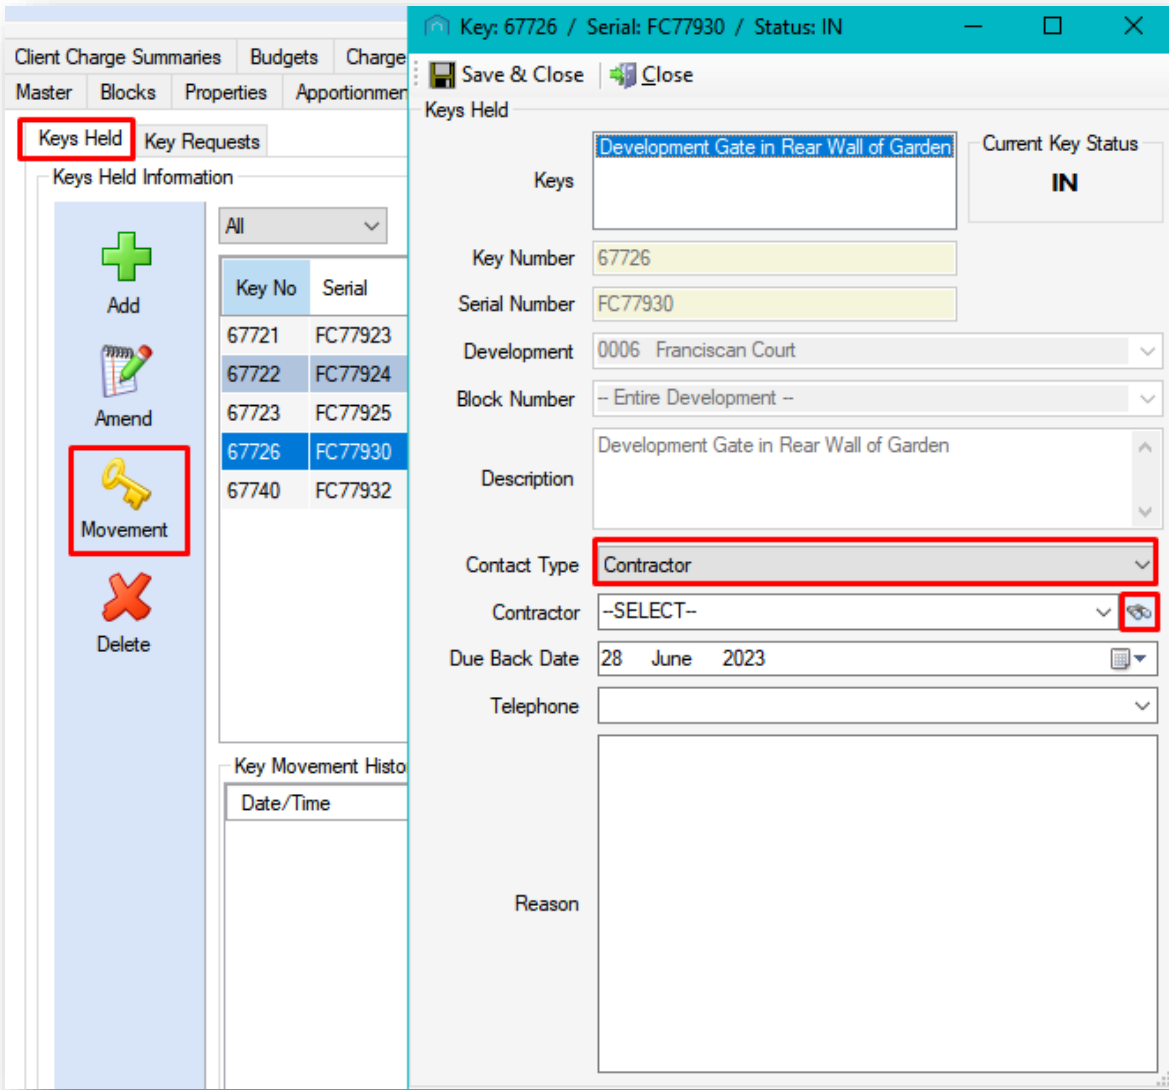 Key: 67726 / Serial: FC77930 / Status: IN
Client Charge Summaries Budgets Charge
Master Blocks Properties Apportionmen
Save & Close Close
Keys Held Key Requests
Keys Held Information
Add
Amend
Movement
Delete
All
Key No Serial
67721 FC77923
67722 FC77924
67723 FC77925
67726 FC77930
67740 FC77932
Key Movement Histo
Date/Time
Keys Held
Keys Development Gate in Rear Wall of Garden
Current Key Status
IN
Key Number 67726
Serial Number FC77930
Development 0006 Franciscan Court
Block Number -- Entire Development --
Description Development Gate in Rear Wall of Garden
Contact Type Contractor
Contractor --SELECT--
Due Back Date 28 June 2023
Telephone
Reason